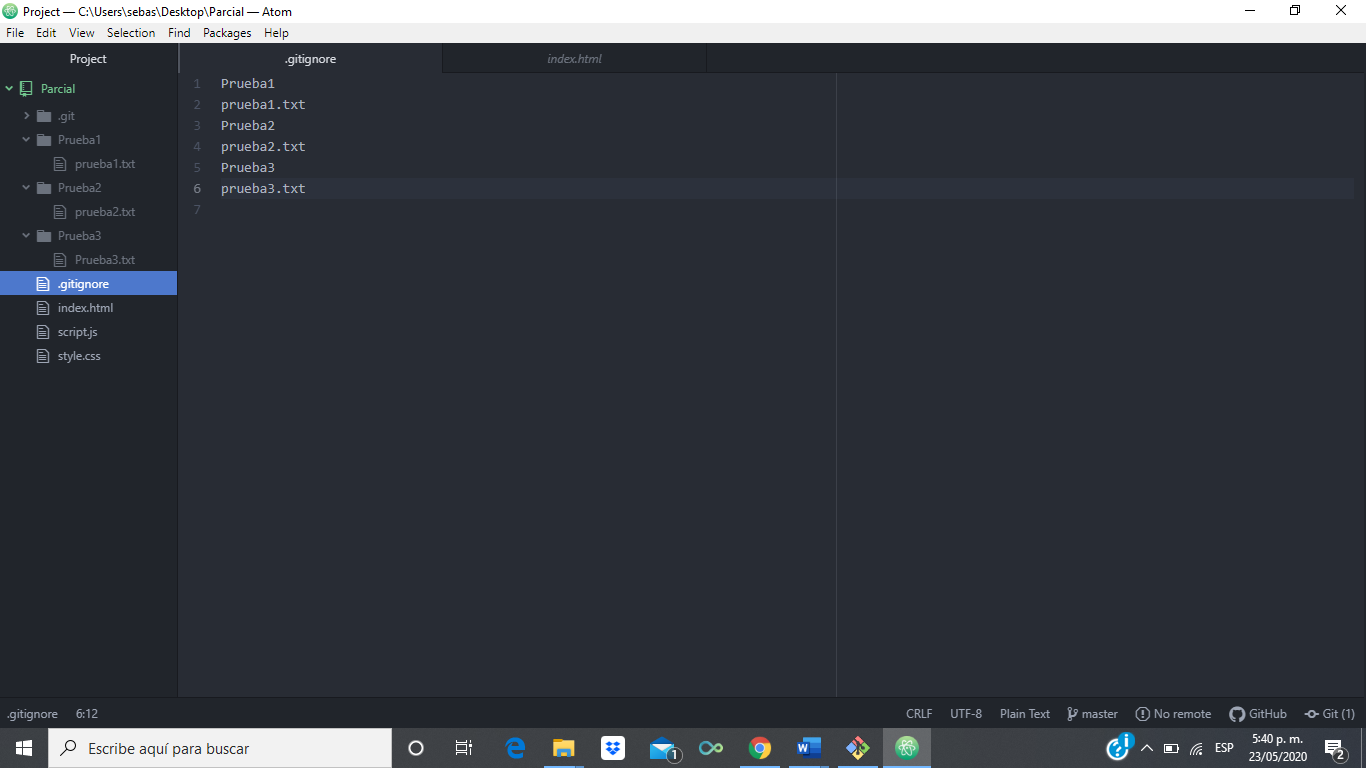 Project — C:\Users\sebas\Desktop\Parcial — Atom
File Edit View Selection Find Packages Help
Project
.gitignore
index.html
Parcial
.git
Prueba1
prueba1.txt
Prueba2
prueba2.txt
Prueba3
Prueba3.txt
.gitignore
index.html
script.js
style.css
1 Prueba1
2 prueba1.txt
3 Prueba2
4 prueba2.txt
5 Prueba3
6 prueba3.txt
7
.gitignore 6:12
CRLF UTF-8 Plain Text master No remote GitHub Git (1)
Escribe aquí para buscar
1
W
ESP
5:40 p. m.
23/05/2020
2